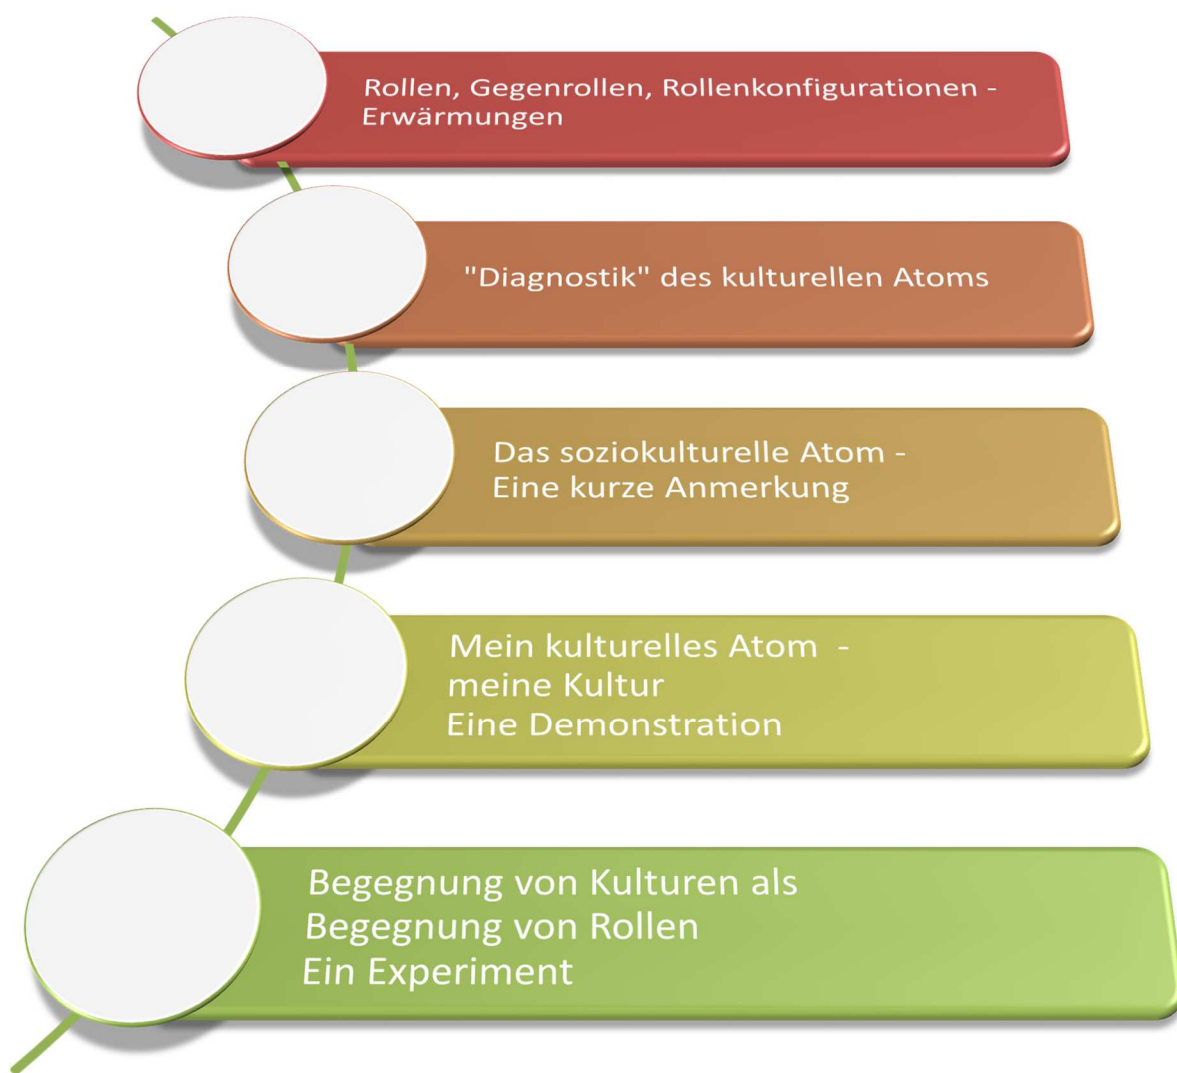 Rollen, Gegenrollen, Rollenkonfigurationen -
Erwärmungen
"Diagnostik" des kulturellen Atoms
Das soziokulturelle Atom -
Eine kurze Anmerkung
Mein kulturelles Atom -
meine Kultur
Eine Demonstration
Begegnung von Kulturen als
Begegnung von Rollen
Ein Experiment